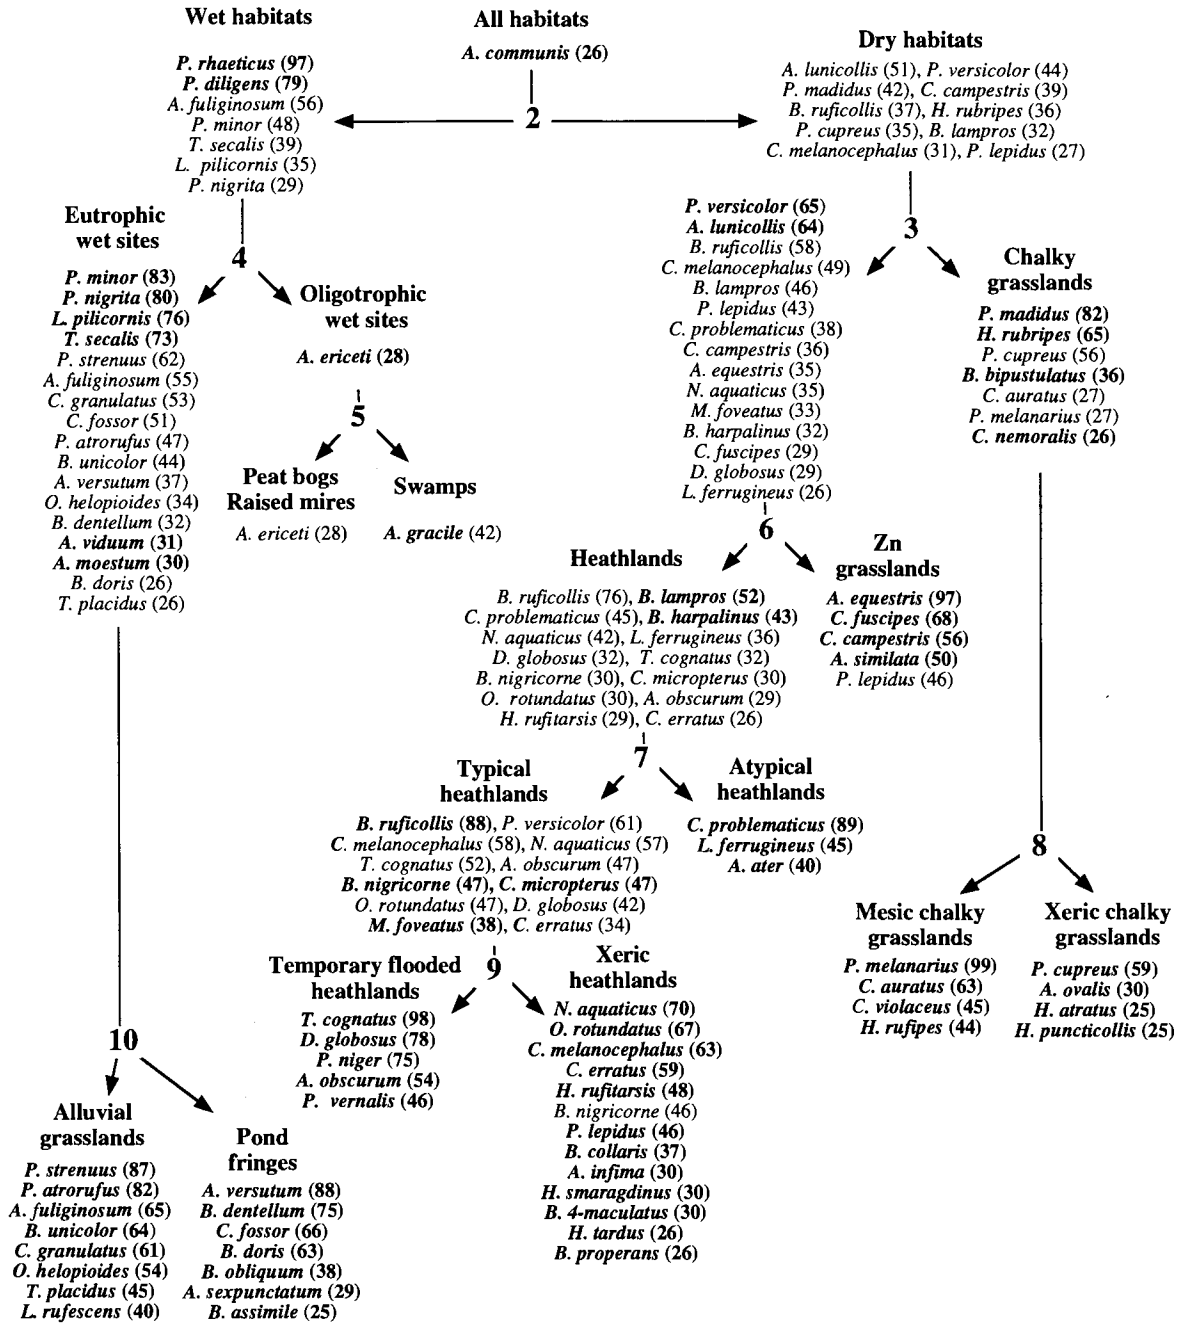 Wet habitats
P. rhaeticus (97)
P. diligens (79)
A. fuliginosum (56)
P. minor (48)
T. secalis (39)
L. pilicornis (35)
P. nigrita (29)
All habitats
A. communis (26)
2
Dry habitats
A. lunicollis (51), P. versicolor (44)
P. madidus (42), C. campestris (39)
B. ruficollis (37), H. rubripes (36)
P. cupreus (35), B. lampros (32)
C. melanocephalus (31), P. lepidus (27)
4
Eutrophic
wet sites
P. minor (83)
P. nigrita (80)
L. pilicornis (76)
T. secalis (73)
P. strenuus (62)
A. fuliginosum (55)
C. granulatus (53)
C. fossor (51)
P. atrorufus (47)
B. unicolor (44)
A. versutum (37)
O. helopioides (34)
B. dentellum (32)
A. viduum (31)
A. moestum (30)
B. doris (26)
T. placidus (26)
Oligotrophic
wet sites
A. ericeti (28)
5
Peat bogs
Raised mires
A. ericeti (28)
Swamps
A. gracile (42)
3
P. versicolor (65)
A. lunicollis (64)
B. ruficollis (58)
C. melanocephalus (49)
B. lampros (46)
P. lepidus (43)
C. problematicus (38)
C. campestris (36)
A. equestris (35)
N. aquaticus (35)
M. foveatus (33)
B. harpalinus (32)
C. fuscipes (29)
D. globosus (29)
L. ferrugineus (26)
Chalky
grasslands
P. madidus (82)
H. rubripes (65)
P. cupreus (56)
B. bipustulatus (36)
C. auratus (27)
P. melanarius (27)
C. nemoralis (26)
6
Heathlands
B. ruficollis (76), B. lampros (52)
C. problematicus (45), B. harpalinus (43)
N. aquaticus (42), L. ferrugineus (36)
D. globosus (32), T. cognatus (32)
B. nigricorne (30), C. micropterus (30)
O. rotundatus (30), A. obscurum (29)
H. rufitarsis (29), C. erratus (26)
Zn
grasslands
A. equestris (97)
C. fuscipes (68)
C. campestris (56)
A. similata (50)
P. lepidus (46)
7
Typical
heathlands
B. ruficollis (88), P. versicolor (61)
C. melanocephalus (58), N. aquaticus (57)
T. cognatus (52), A. obscurum (47)
B. nigricorne (47), C. micropterus (47)
O. rotundatus (47), D. globosus (42)
M. foveatus (38), C. erratus (34)
Atypical
heathlands
C. problematicus (89)
L. ferrugineus (45)
A. ater (40)
8
Mesic chalky
grasslands
P. melanarius (99)
C. auratus (63)
C. violaceus (45)
H. rufipes (44)
Xeric chalky
grasslands
P. cupreus (59)
A. ovalis (30)
H. atratus (25)
H. puncticollis (25)
9
Temporary flooded
heathlands
T. cognatus (98)
D. globosus (78)
P. niger (75)
A. obscurum (54)
P. vernalis (46)
Xeric
heathlands
N. aquaticus (70)
O. rotundatus (67)
C. melanocephalus (63)
C. erratus (59)
H. rufitarsis (48)
B. nigricorne (46)
P. lepidus (46)
B. collaris (37)
A. infima (30)
H. smaragdinus (30)
B. 4-maculatus (30)
H. tardus (26)
B. properans (26)
10
Alluvial
grasslands
P. strenuus (87)
P. atrorufus (82)
A. fuliginosum (65)
B. unicolor (64)
C. granulatus (61)
O. helopioides (54)
T. placidus (45)
L. rufescens (40)
Pond
fringes
A. versutum (88)
B. dentellum (75)
C. fossor (66)
B. doris (63)
B. obliquum (38)
A. sexpunctatum (29)
B. assimile (25)